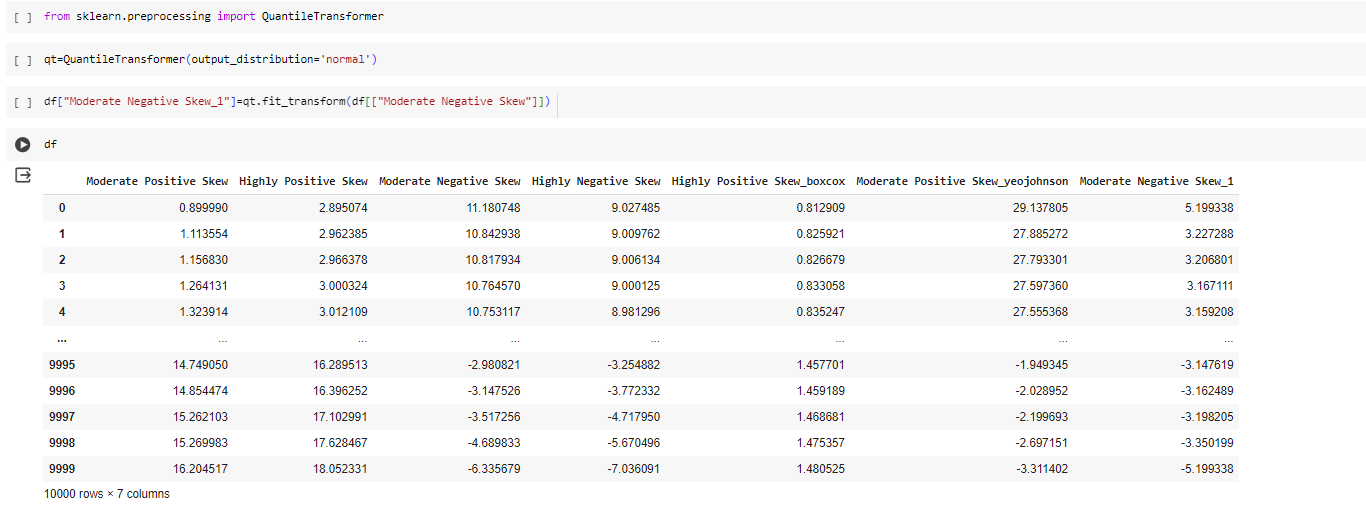 [ ] from sklearn.preprocessing import QuantileTransformer
[ ] qt=QuantileTransformer(output_distribution='normal')
[ ] df["Moderate Negative Skew_1"]=qt.fit_transform(df[["Moderate Negative Skew"]])
df
Moderate Positive Skew Highly Positive Skew Moderate Negative Skew Highly Negative Skew Highly Positive Skew_boxcox Moderate Positive Skew_yeojohnson Moderate Negative Skew_1
0 0.899990 2.895074 11.180748 9.027485 0.812909 29.137805 5.199338
1 1.113554 2.962385 10.842938 9.009762 0.825921 27.885272 3.227288
2 1.156830 2.966378 10.817934 9.006134 0.826679 27.793301 3.206801
3 1.264131 3.000324 10.764570 9.000125 0.833058 27.597360 3.167111
4 1.323914 3.012109 10.753117 8.981296 0.835247 27.555368 3.159208
... ... ... ... ... ... ... ...
9995 14.749050 16.289513 -2.980821 -3.254882 1.457701 -1.949345 -3.147619
9996 14.854474 16.396252 -3.147526 -3.772332 1.459189 -2.028952 -3.162489
9997 15.262103 17.102991 -3.517256 -4.717950 1.468681 -2.199693 -3.198205
9998 15.269983 17.628467 -4.689833 -5.670496 1.475357 -2.697151 -3.350199
9999 16.204517 18.052331 -6.335679 -7.036091 1.480525 -3.311402 -5.199338
10000 rows × 7 columns